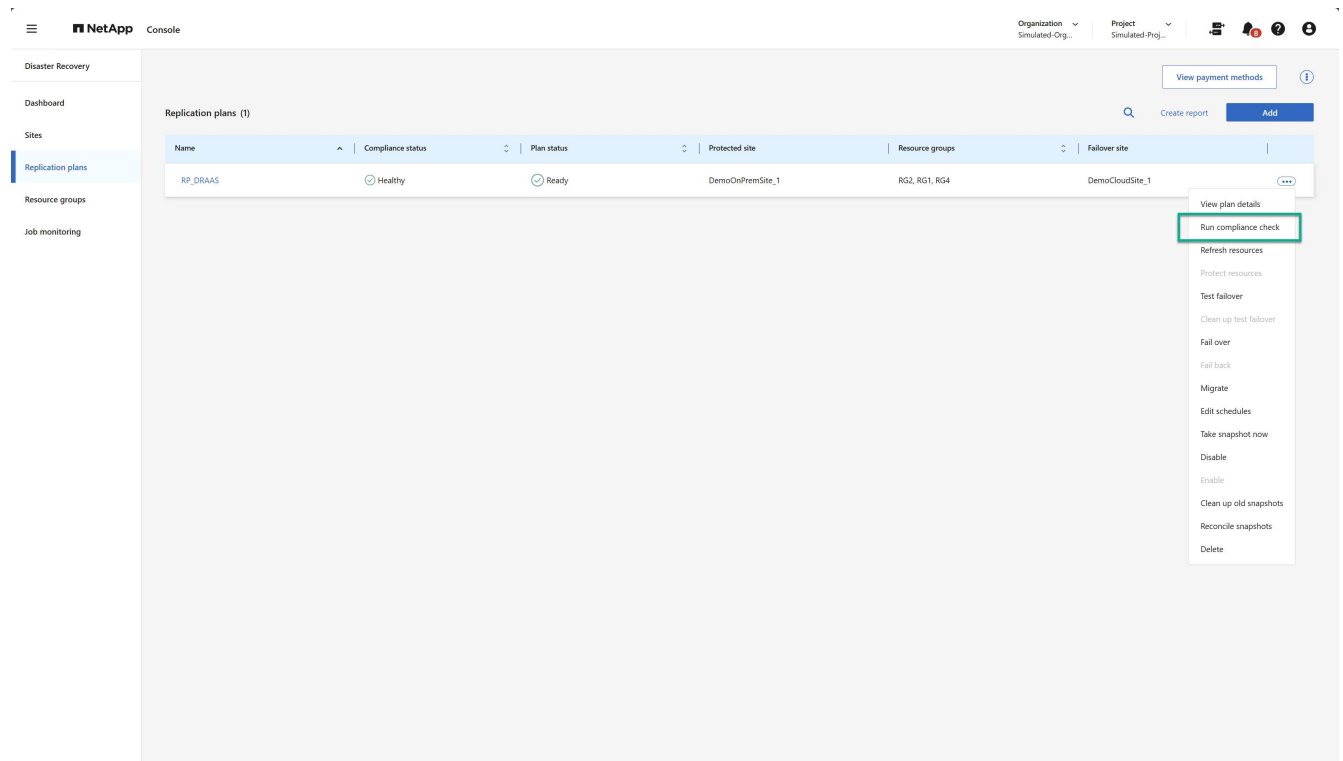 NetApp Console
Organization
Simulated-Org...
Project
Simulated-Proj...
8
Disaster Recovery
Dashboard
Sites
Replication plans
Resource groups
Job monitoring
View payment methods
Replication plans (1)
Create report
Add
Name
Compliance status
Plan status
Protected site
Resource groups
Failover site
RP_DRAAS
Healthy
Ready
DemoOnPremSite_1
RG2, RG1, RG4
DemoCloudSite_1
View plan details
Run compliance check
Refresh resources
Protect resources
Test failover
Clean up test failover
Fail over
Fail back
Migrate
Edit schedules
Take snapshot now
Disable
Enable
Clean up old snapshots
Reconcile snapshots
Delete